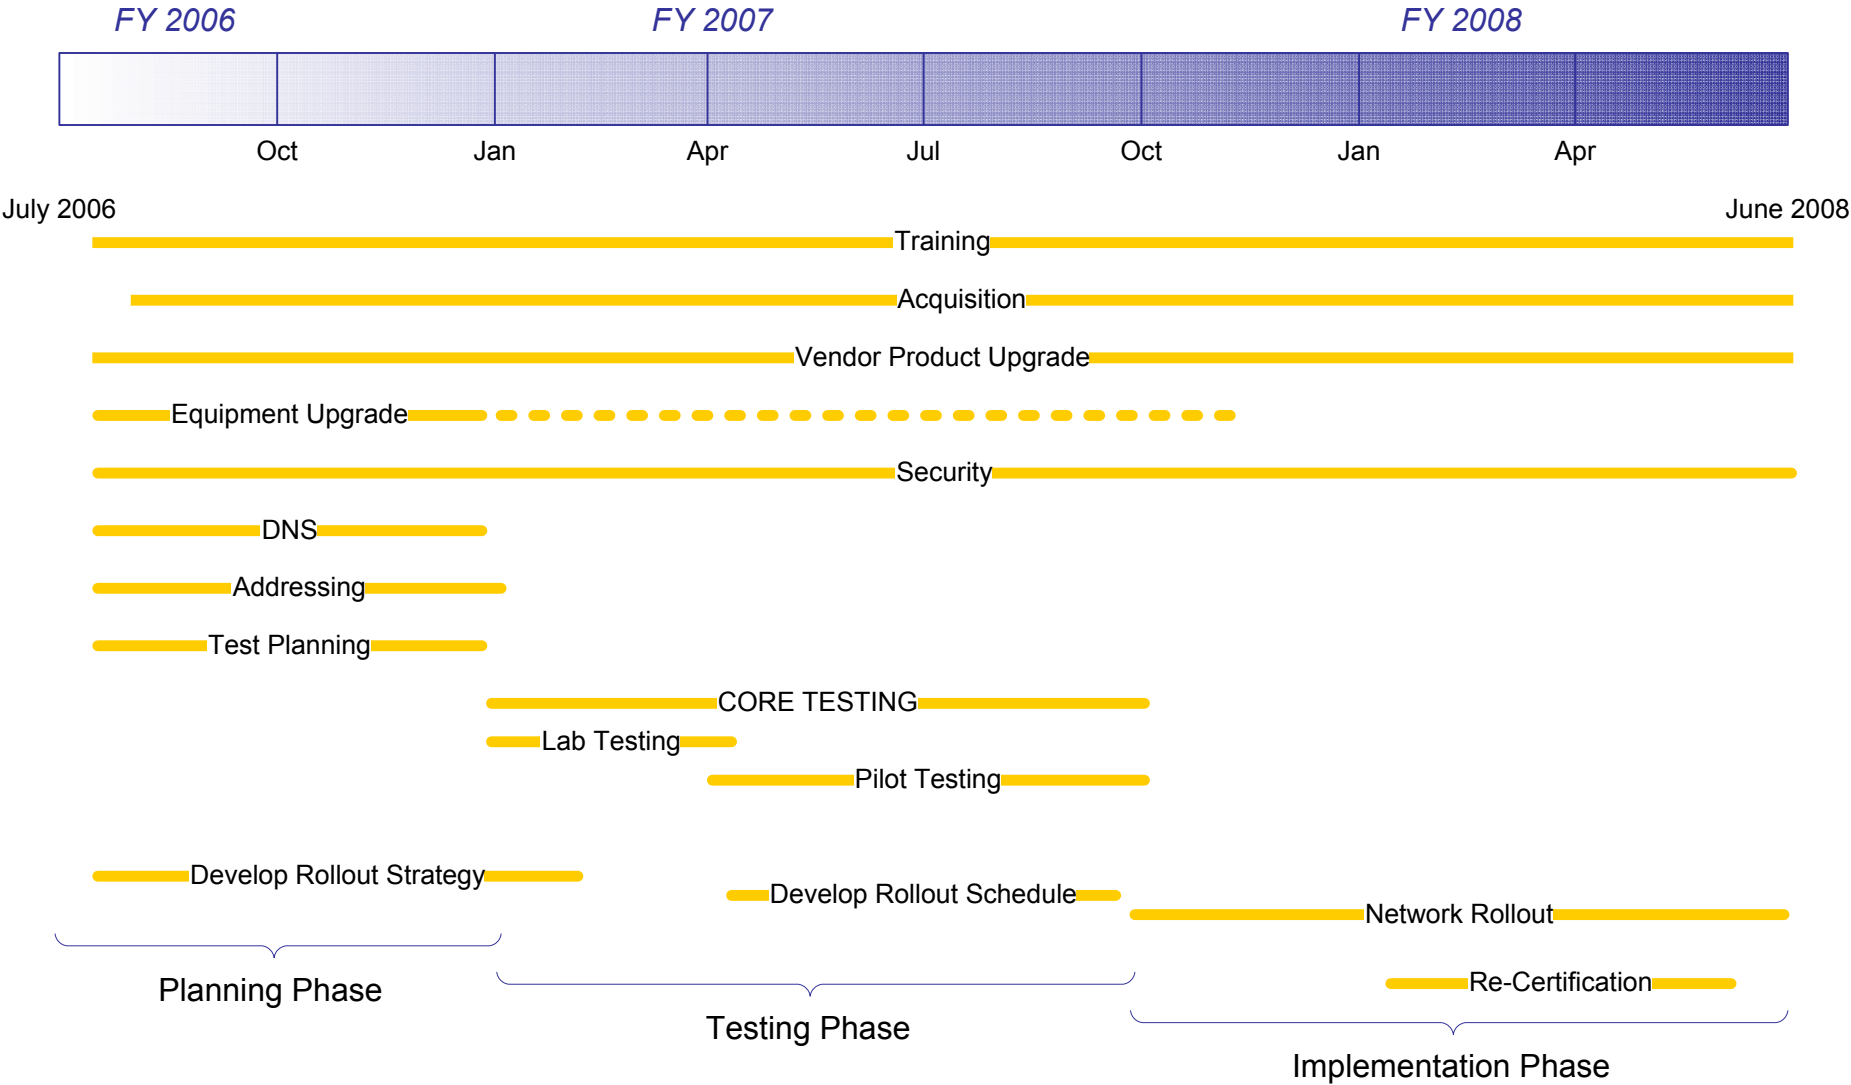 FY 2006 FY 2007 FY 2008
Oct Jan Apr Jul Oct Jan Apr
July 2006 June 2008
Training
Acquisition
Vendor Product Upgrade
Equipment Upgrade
Security
DNS
Addressing
Test Planning
CORE TESTING
Lab Testing
Pilot Testing
Develop Rollout Strategy
Develop Rollout Schedule
Network Rollout
Re-Certification
Planning Phase
Testing Phase
Implementation Phase